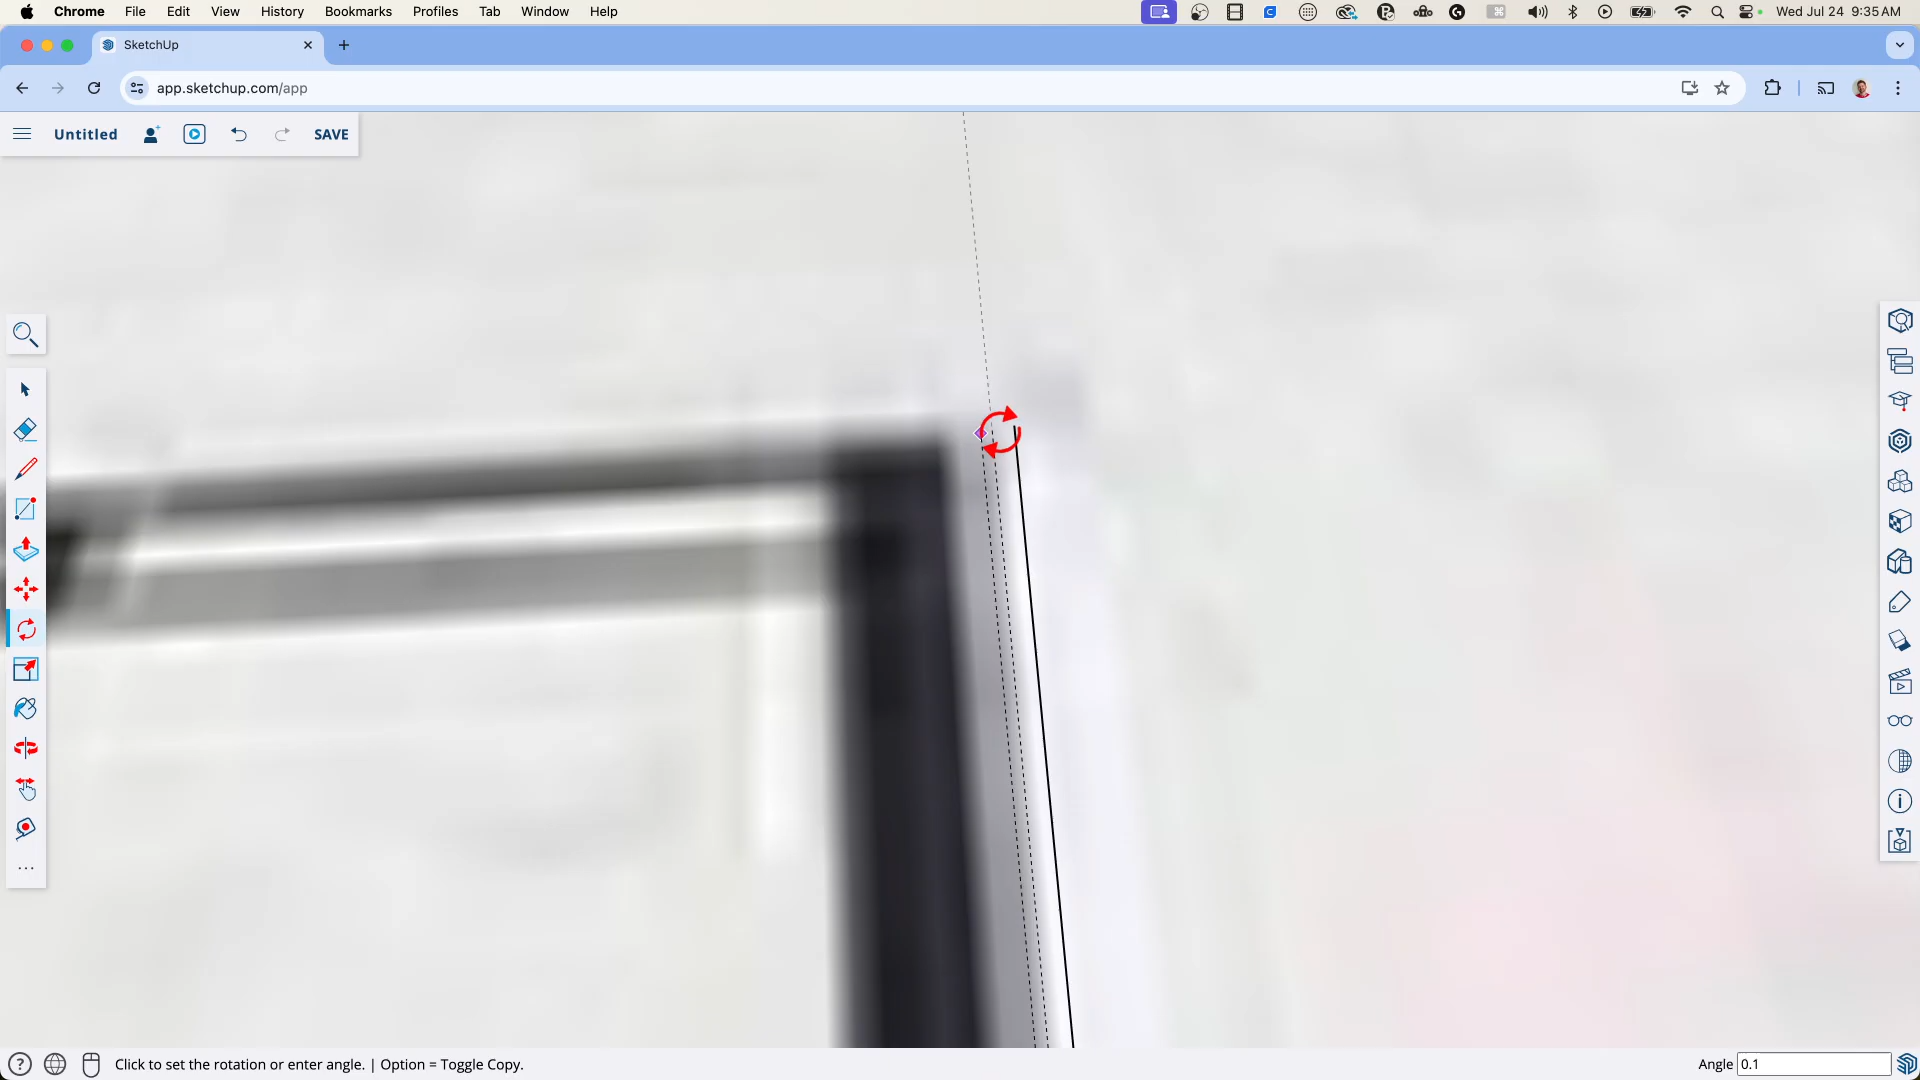 Chrome File Edit View History Bookmarks Profiles Tab Window Help Wed Jul 24 9:35 AM
SketchUp
app.sketchup.com/app
Untitled SAVE
Click to set the rotation or enter angle. | Option = Toggle Copy. Angle 0.1